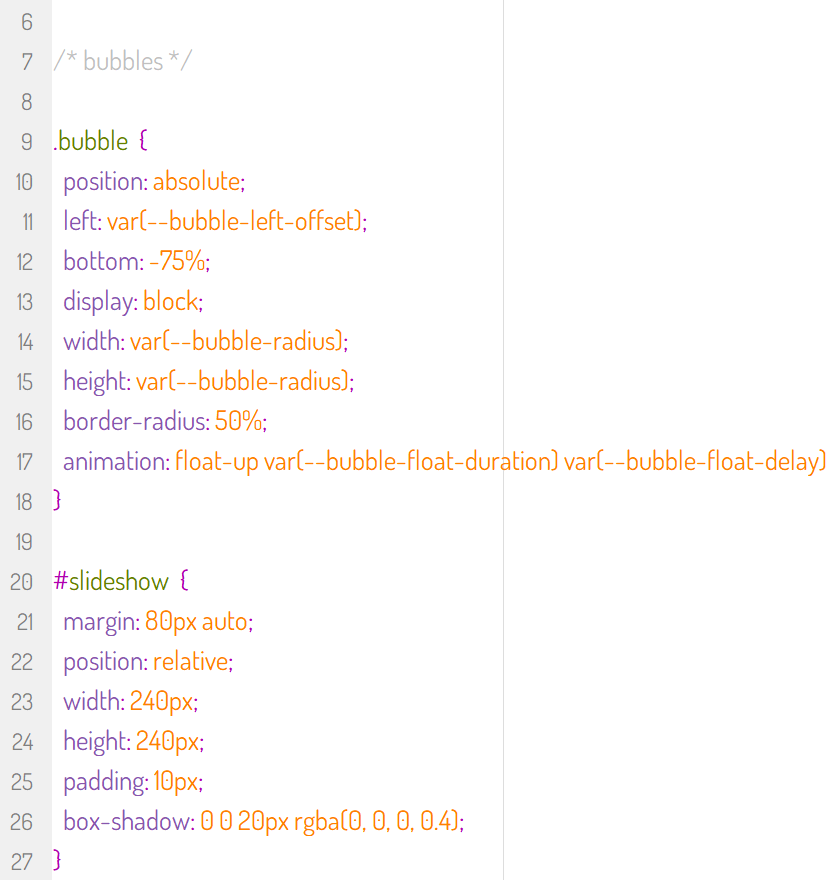 6
7 /* bubbles */
8
9 .bubble {
10 position: absolute;
11 left: var(--bubble-left-offset);
12 bottom: -75%;
13 display: block;
14 width: var(--bubble-radius);
15 height: var(--bubble-radius);
16 border-radius: 50%;
17 animation: float-up var(--bubble-float-duration) var(--bubble-float-delay)
18 }
19
20 #slideshow {
21 margin: 80px auto;
22 position: relative;
23 width: 240px;
24 height: 240px;
25 padding: 10px;
26 box-shadow: 0 0 20px rgba(0, 0, 0, 0.4);
27 }